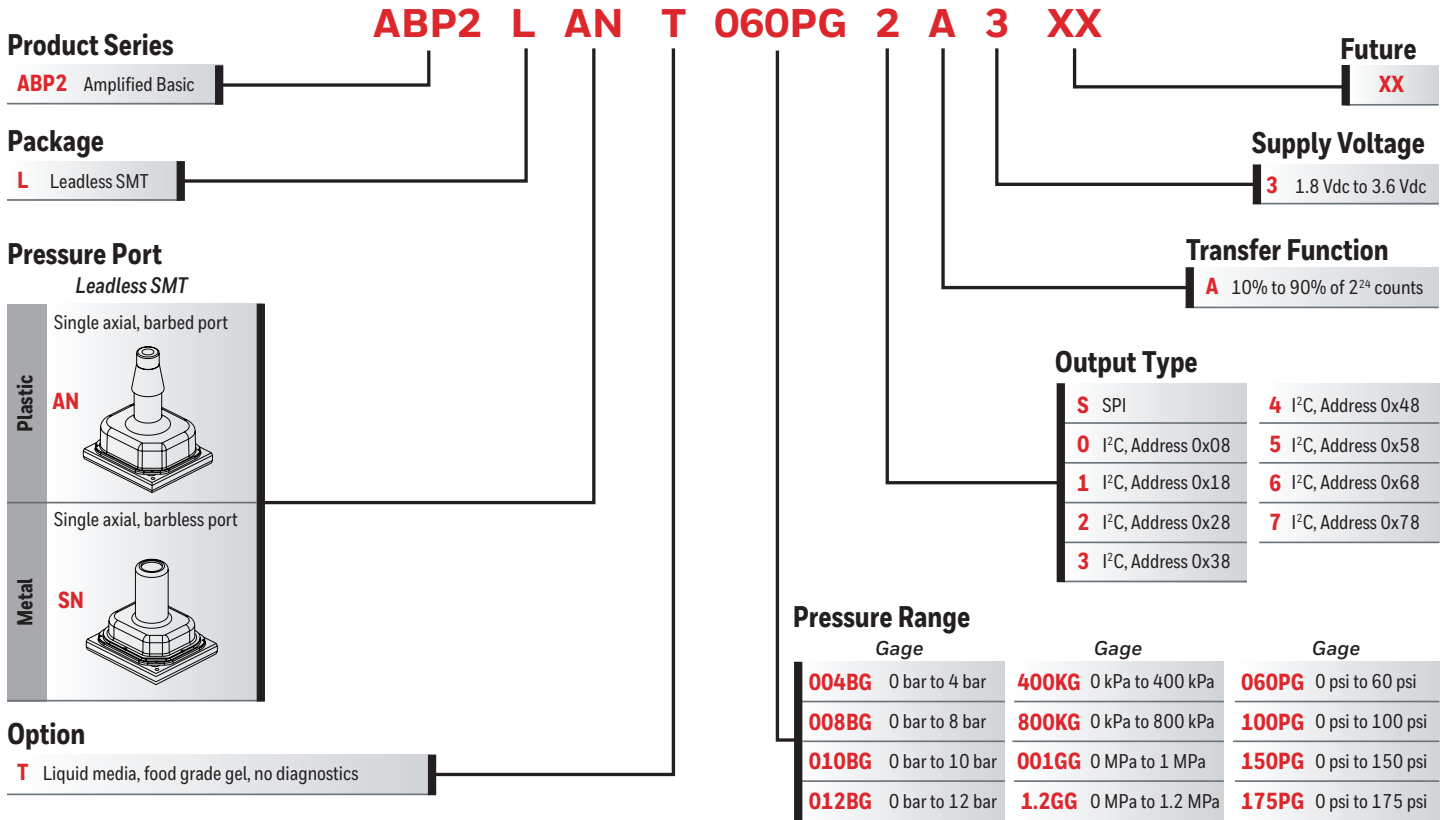 ABP2 L AN T 060PG 2 A 3 XX
Product Series
ABP2 Amplified Basic
Package
L Leadless SMT
Pressure Port
Leadless SMT
Plastic
Single axial, barbed port
AN
Metal
Single axial, barbless port
SN
Option
T Liquid media, food grade gel, no diagnostics
Future
XX
Supply Voltage
3 1.8 Vdc to 3.6 Vdc
Transfer Function
A 10% to 90% of 2²⁴ counts
Output Type
S SPI
0 I²C, Address 0x08
1 I²C, Address 0x18
2 I²C, Address 0x28
3 I²C, Address 0x38
4 I²C, Address 0x48
5 I²C, Address 0x58
6 I²C, Address 0x68
7 I²C, Address 0x78
Pressure Range
Gage
004BG 0 bar to 4 bar
008BG 0 bar to 8 bar
010BG 0 bar to 10 bar
012BG 0 bar to 12 bar
Gage
400KG 0 kPa to 400 kPa
800KG 0 kPa to 800 kPa
001GG 0 MPa to 1 MPa
1.2GG 0 MPa to 1.2 MPa
Gage
060PG 0 psi to 60 psi
100PG 0 psi to 100 psi
150PG 0 psi to 150 psi
175PG 0 psi to 175 psi